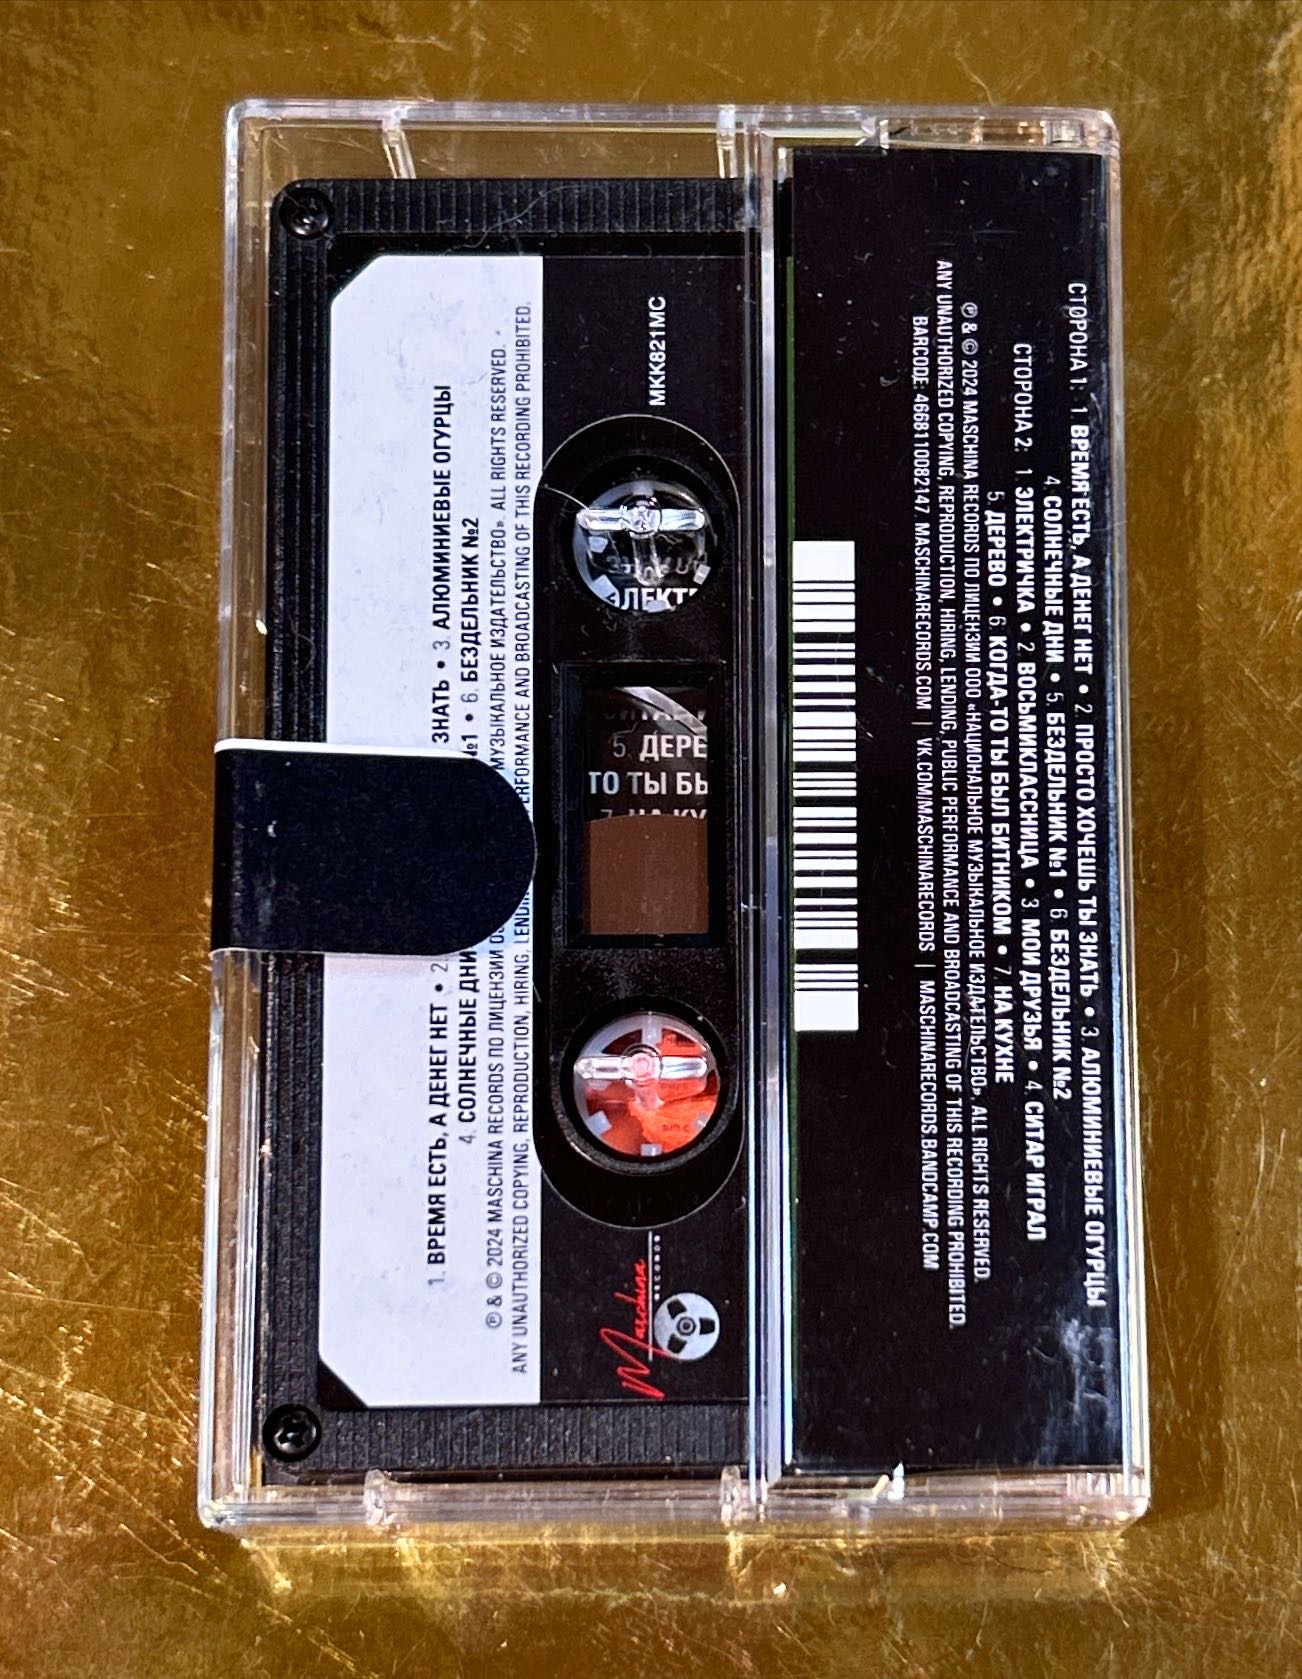 СТОРОНА 1: 1. ВРЕМЯ ЕСТЬ, А ДЕНЕГ НЕТ • 2. ПРОСТО ХОЧЕШЬ ТЫ ЗНАТЬ • 3. АЛЮМИНИЕВЫЕ ОГУРЦЫ
4. СОЛНЕЧНЫЕ ДНИ • 5. БЕЗДЕЛЬНИК №1 • 6. БЕЗДЕЛЬНИК №2
СТОРОНА 2: 1. ЭЛЕКТРИЧКА • 2. ВОСЬМИКЛАССНИЦА • 3. МОИ ДРУЗЬЯ • 4. СИТАР ИГРАЛ
5. ДЕРЕВО • 6. КОГДА-ТО ТЫ БЫЛ БИТНИКОМ • 7. НА КУХНЕ
℗ & © 2024 MASCHINA RECORDS ПО ЛИЦЕНЗИИ ООО «НАЦИОНАЛЬНОЕ МУЗЫКАЛЬНОЕ ИЗДАТЕЛЬСТВО». ALL RIGHTS RESERVED.
ANY UNAUTHORIZED COPYING, REPRODUCTION, HIRING, LENDING, PUBLIC PERFORMANCE AND BROADCASTING OF THIS RECORDING PROHIBITED.
BARCODE: 4668110082147 MASCHINARECORDS.COM | VK.COM/MASCHINARECORDS | MASCHINARECORDS.BANDCAMP.COM
1. ВРЕМЯ ЕСТЬ, А ДЕНЕГ НЕТ • 2 ЗНАТЬ • 3. АЛЮМИНИЕВЫЕ ОГУРЦЫ
4. СОЛНЕЧНЫЕ ДНИ №1 • 6. БЕЗДЕЛЬНИК №2
℗ & © 2024 MASCHINA RECORDS ПО ЛИЦЕНЗИИ МУЗЫКАЛЬНОЕ ИЗДАТЕЛЬСТВО». ALL RIGHTS RESERVED.
ANY UNAUTHORIZED COPYING, REPRODUCTION, HIRING, PERFORMANCE AND BROADCASTING OF THIS RECORDING PROHIBITED.
Maschina
RECORDS
MKK821MC
ЭЛЕКТР
5. ДЕРЕ
ТО ТЫ БЫ